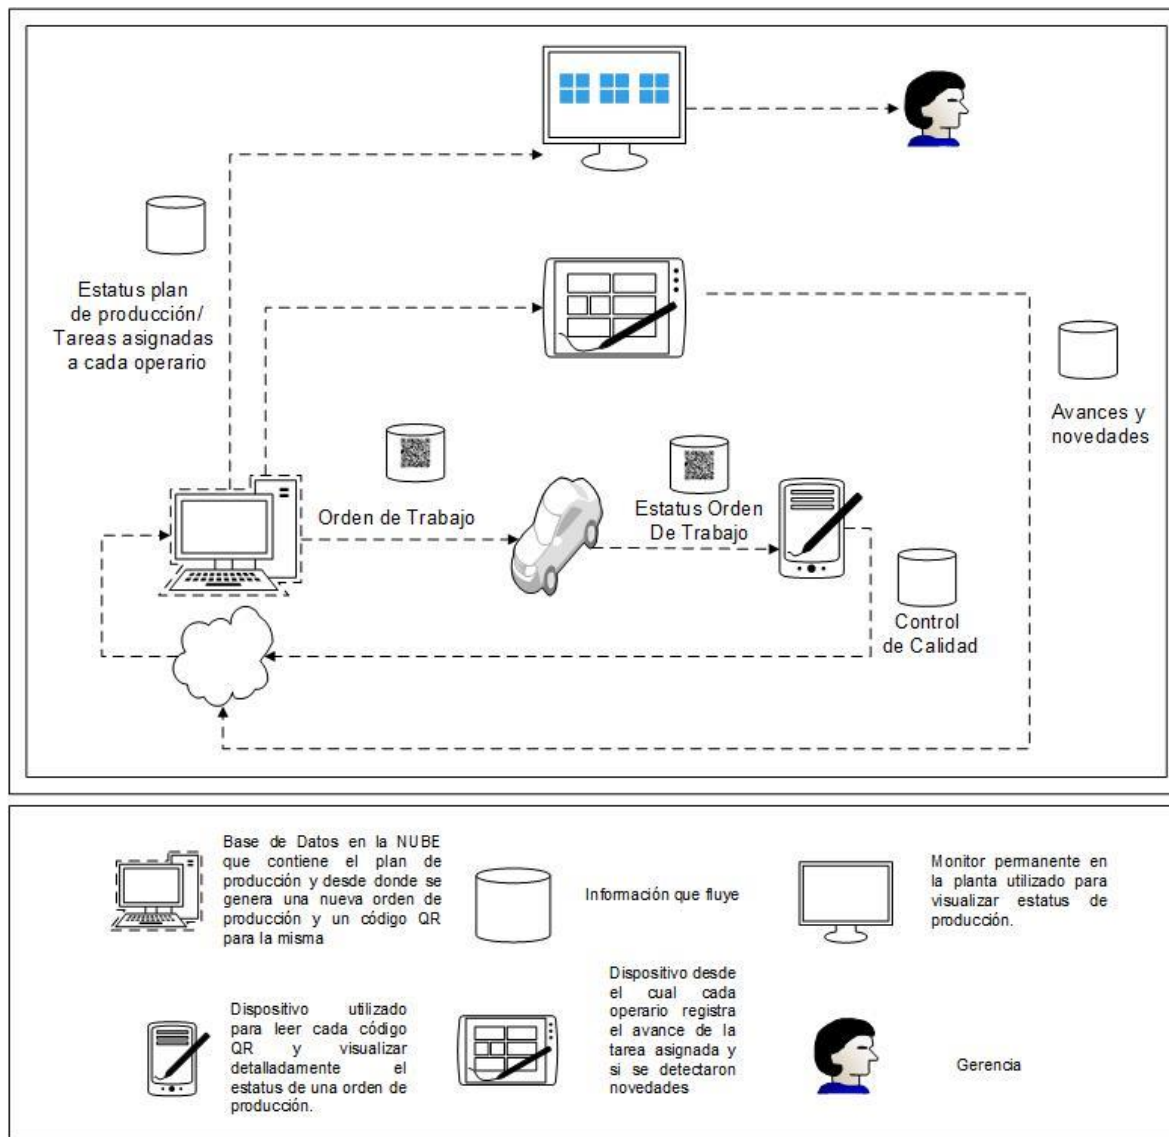 Estatus plan
de producción/
Tareas asignadas
a cada operario
Avances y
novedades
Orden de Trabajo
Estatus Orden
De Trabajo
Control
de Calidad
Base de Datos en la NUBE
que contiene el plan de
producción y desde donde se
genera una nueva orden de
producción y un código QR
para la misma
Información que fluye
Monitor permanente en
la planta utilizado para
visualizar estatus de
producción.
Dispositivo utilizado
para leer cada código
QR y visualizar
detalladamente el
estatus de una orden de
producción.
Dispositivo desde
el cual cada
operario registra
el avance de la
tarea asignada y
si se detectaron
novedades
Gerencia